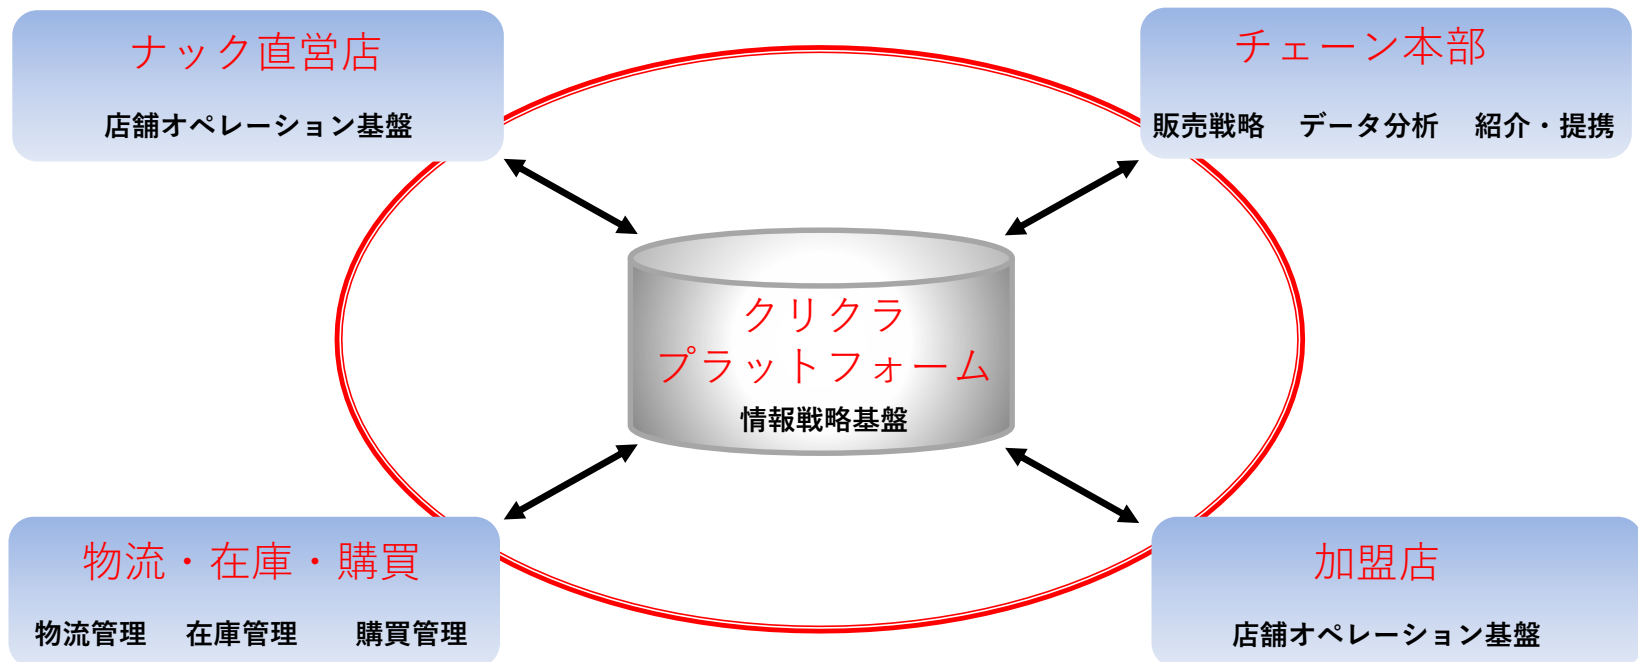 ナック直営店
店舗オペレーション基盤
チェーン本部
販売戦略 データ分析 紹介・提携
クリクラ
プラットフォーム
情報戦略基盤
物流・在庫・購買
物流管理 在庫管理 購買管理
加盟店
店舗オペレーション基盤